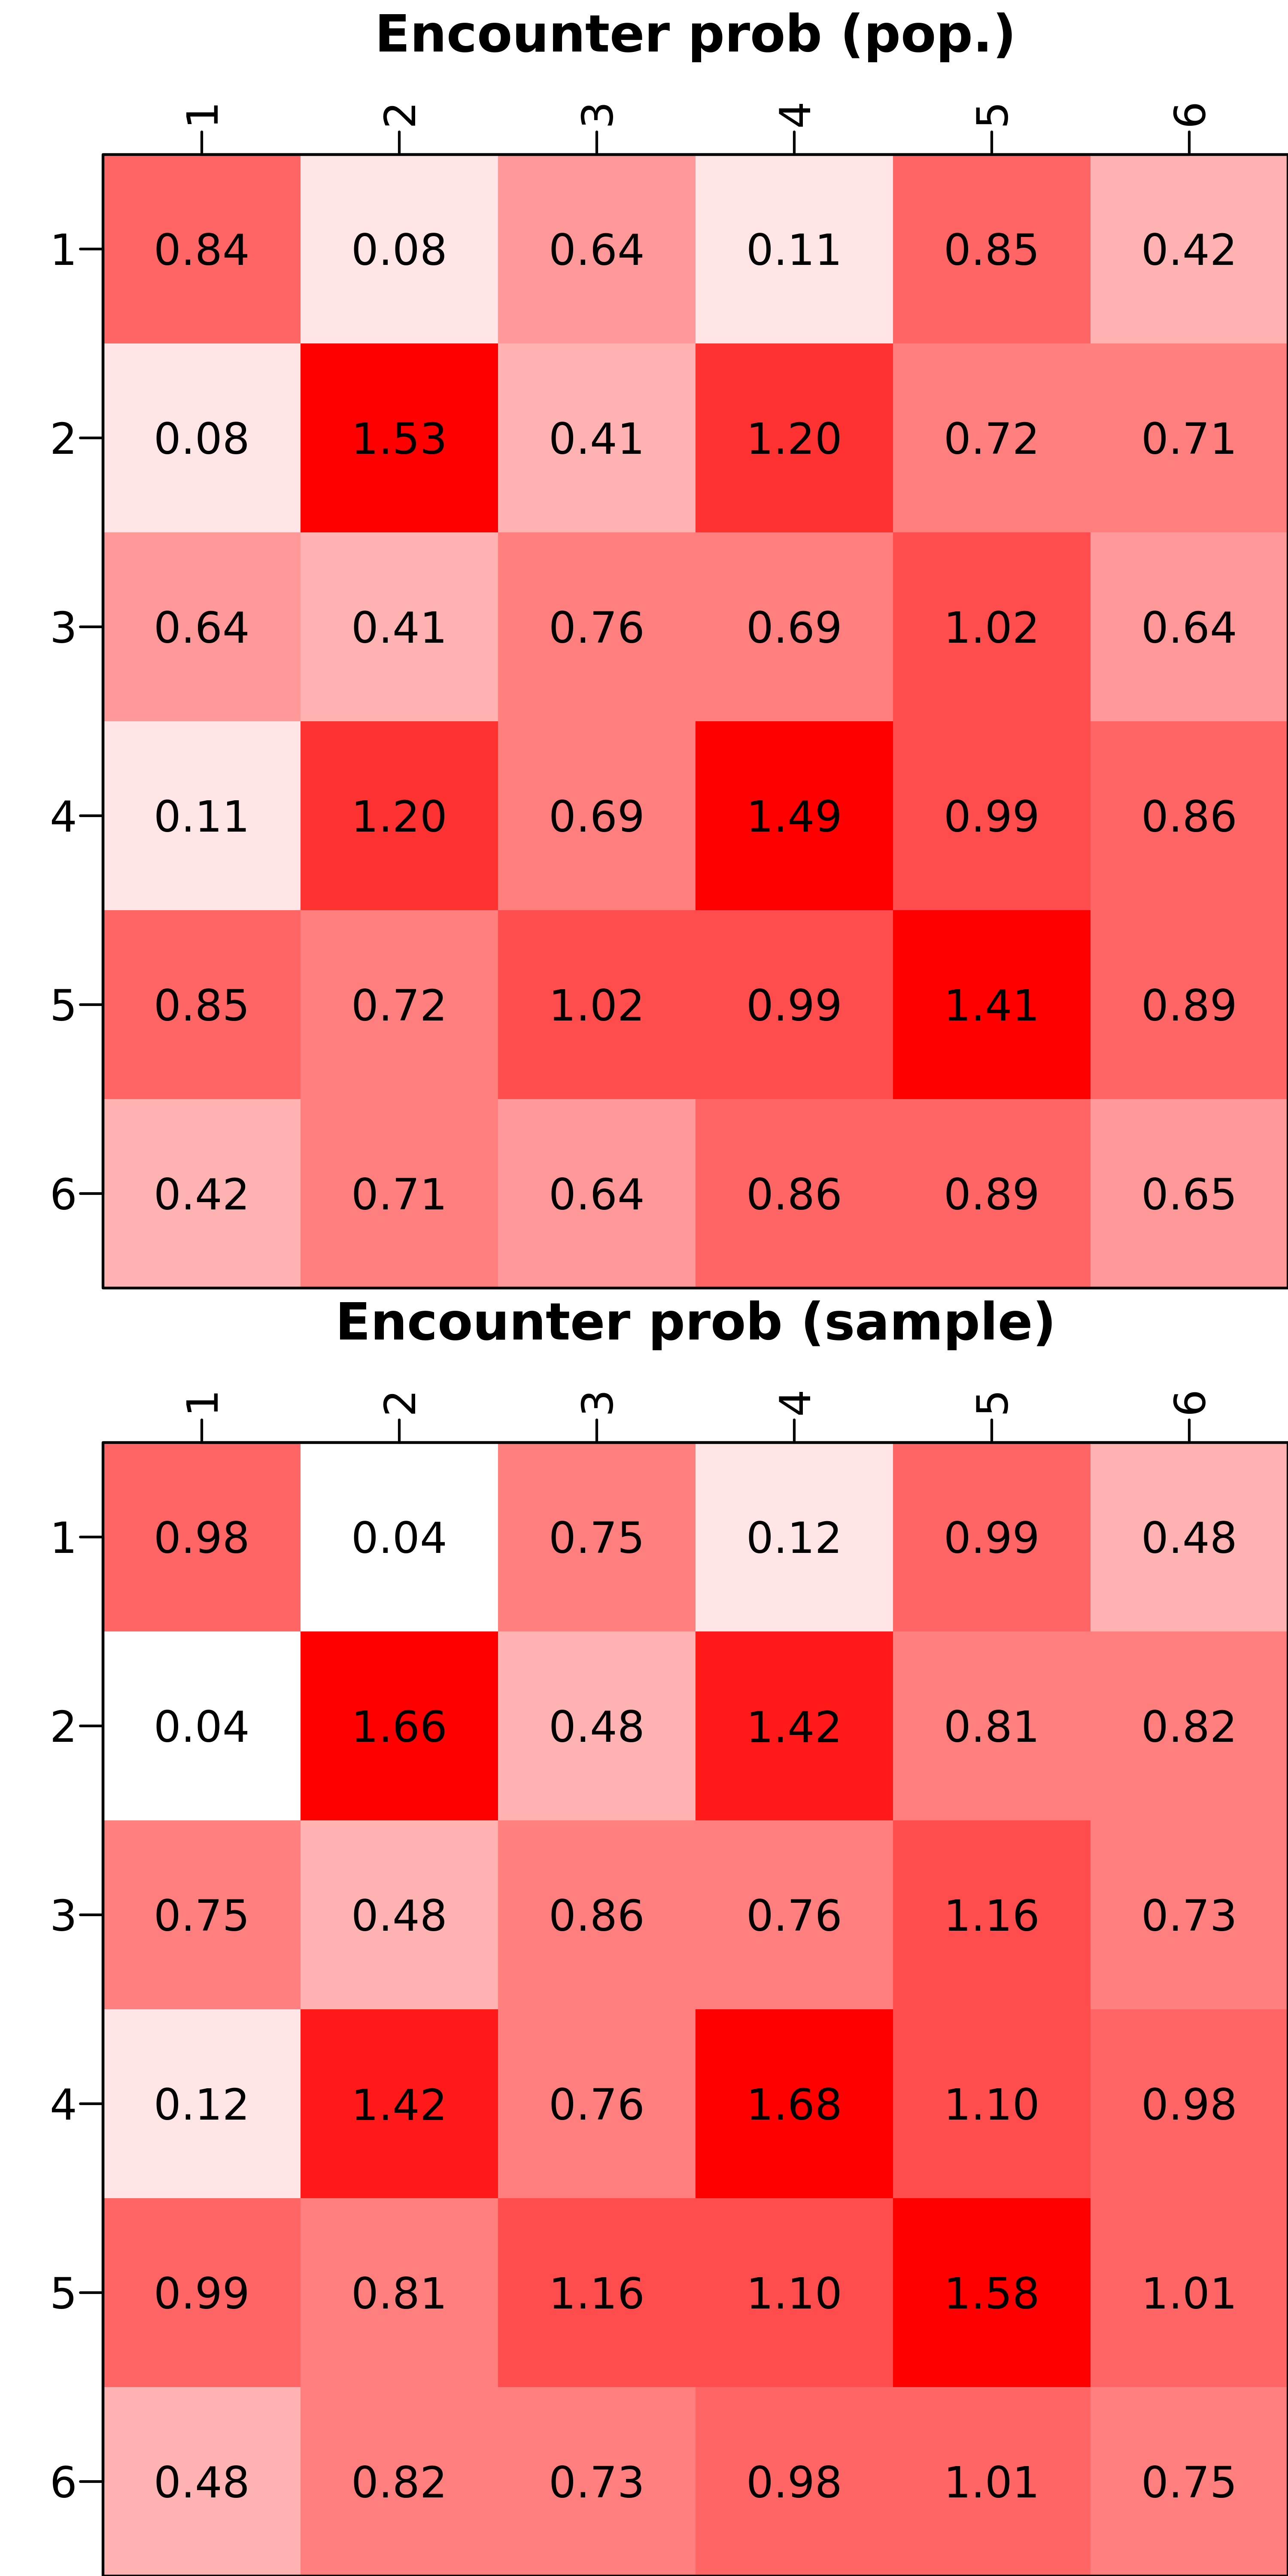 Encounter prob (pop.)
1 2 3 4 5 6
1 0.84 0.08 0.64 0.11 0.85 0.42
2 0.08 1.53 0.41 1.20 0.72 0.71
3 0.64 0.41 0.76 0.69 1.02 0.64
4 0.11 1.20 0.69 1.49 0.99 0.86
5 0.85 0.72 1.02 0.99 1.41 0.89
6 0.42 0.71 0.64 0.86 0.89 0.65
Encounter prob (sample)
1 2 3 4 5 6
1 0.98 0.04 0.75 0.12 0.99 0.48
2 0.04 1.66 0.48 1.42 0.81 0.82
3 0.75 0.48 0.86 0.76 1.16 0.73
4 0.12 1.42 0.76 1.68 1.10 0.98
5 0.99 0.81 1.16 1.10 1.58 1.01
6 0.48 0.82 0.73 0.98 1.01 0.75